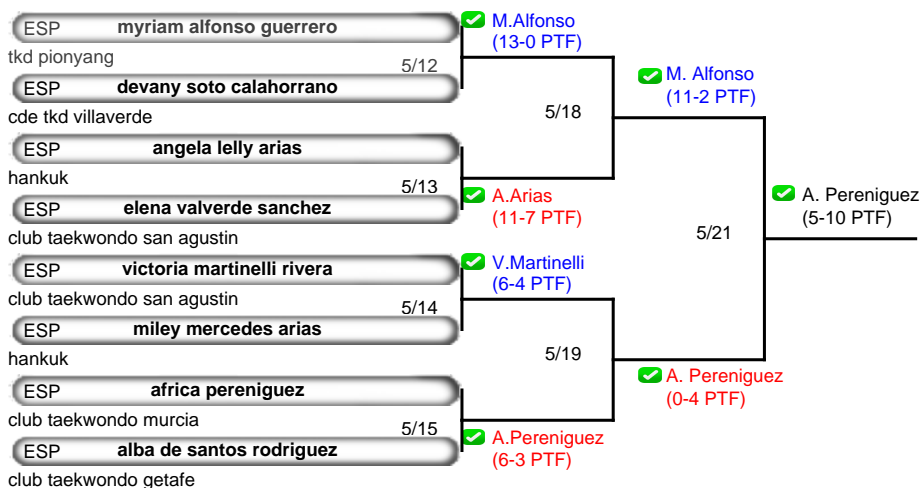 ESP myriam alfonso guerrero
tkd pionyang
5/12
ESP devany soto calahorrano
cde tkd villaverde
ESP angela lelly arias
hankuk
5/13
ESP elena valverde sanchez
club taekwondo san agustin
ESP victoria martinelli rivera
club taekwondo san agustin
5/14
ESP miley mercedes arias
hankuk
ESP africa pereniguez
club taekwondo murcia
5/15
ESP alba de santos rodriguez
club taekwondo getafe
M.Alfonso
(13-0 PTF)
5/18
A.Arias
(11-7 PTF)
V.Martinelli
(6-4 PTF)
5/19
A.Pereniguez
(6-3 PTF)
M. Alfonso
(11-2 PTF)
5/21
A. Pereniguez
(0-4 PTF)
A. Pereniguez
(5-10 PTF)